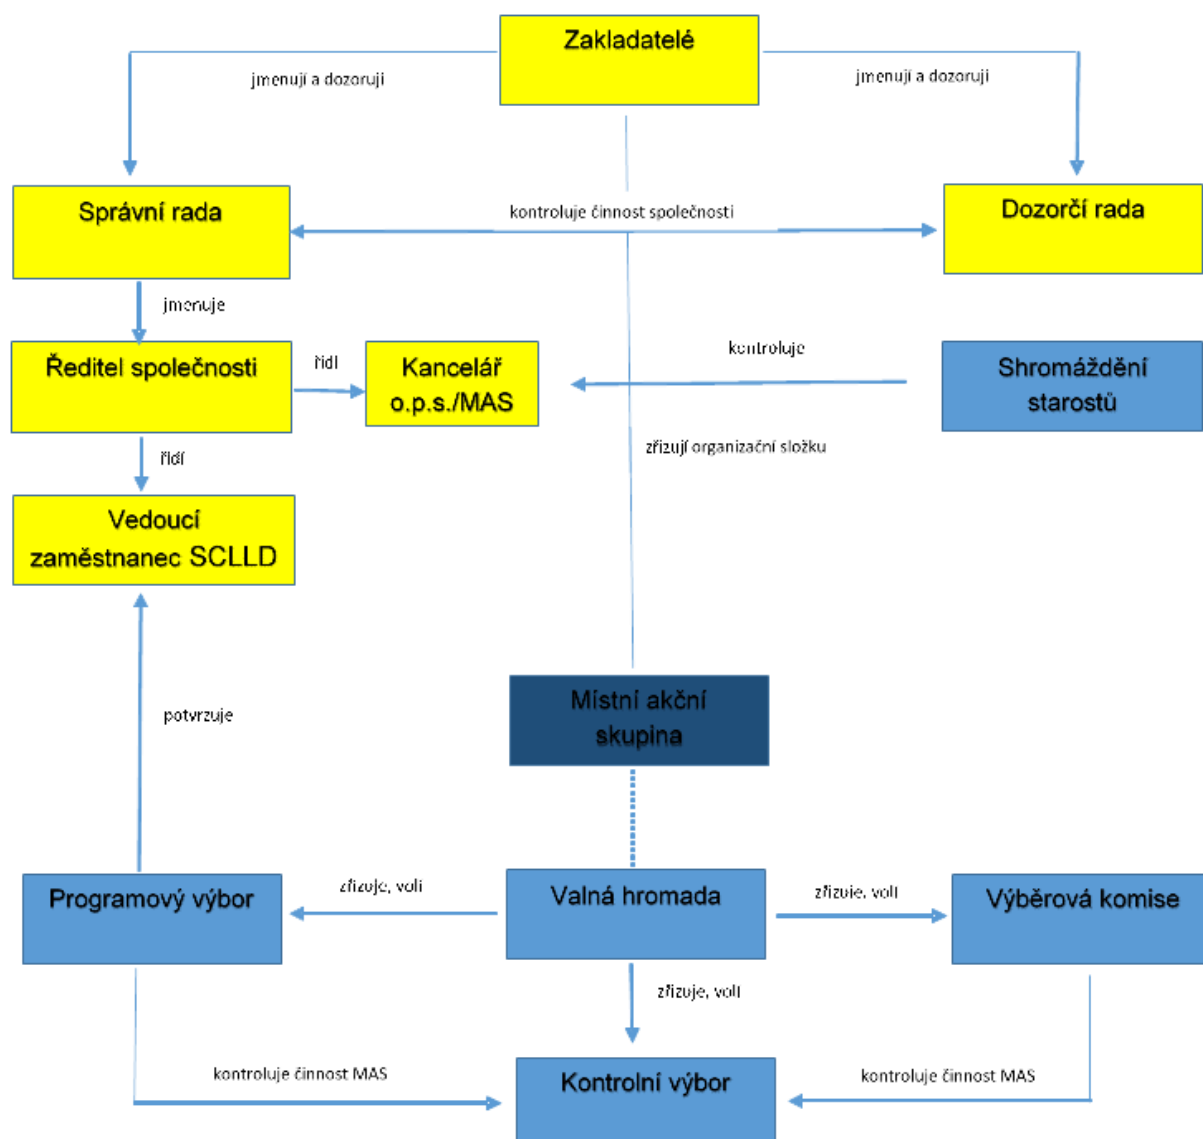 Zakladatelé
jmenují a dozorují
jmenují a dozorují
Správní rada
kontroluje činnost společnosti
Dozorčí rada
jmenuje
Ředitel společnosti
řídí
Kancelář
o.p.s./MAS
kontroluje
Shromáždění
starostů
zřizují organizační složku
řídí
Vedoucí
zaměstnanec SCLLD
potvrzuje
Místní akční
skupina
Programový výbor
zřizuje, volí
Valná hromada
zřizuje, volí
Výběrová komise
zřizuje, volí
kontroluje činnost MAS
Kontrolní výbor
kontroluje činnost MAS